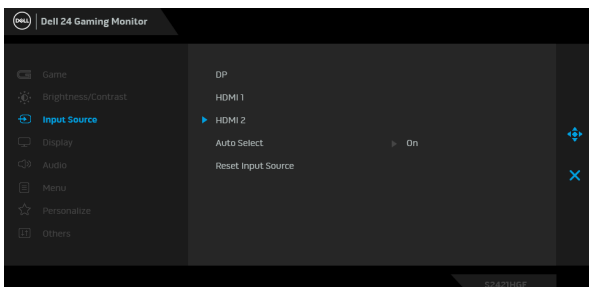 DELL Dell 24 Gaming Monitor
Game
Brightness/Contrast
Input Source
Display
Audio
Menu
Personalize
Others
DP
HDMI 1
HDMI 2
Auto Select On
Reset Input Source
S2421HGF